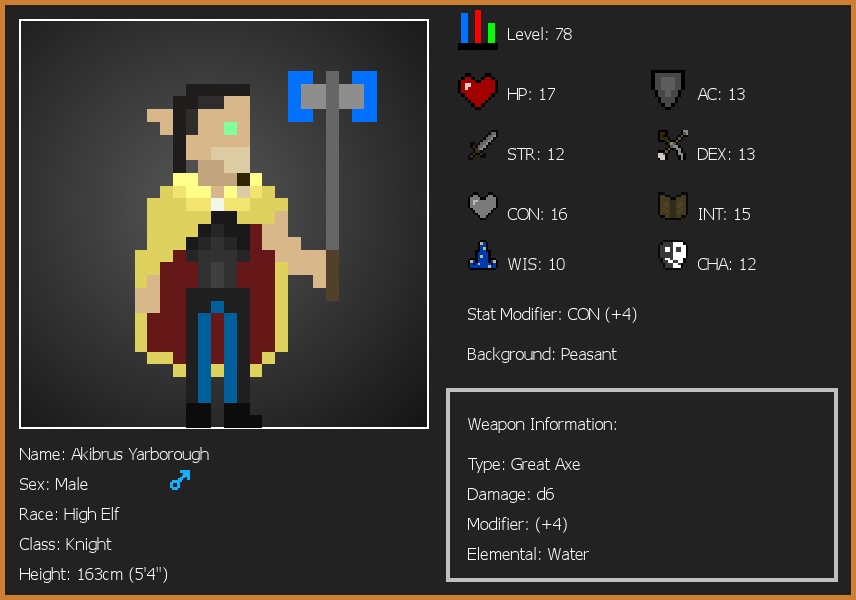 Level: 78
HP: 17
AC: 13
STR: 12
DEX: 13
CON: 16
INT: 15
WIS: 10
CHA: 12
Stat Modifier: CON (+4)
Background: Peasant
Weapon Information:
Type: Great Axe
Damage: d6
Modifier: (+4)
Elemental: Water
Name: Akibrus Yarborough
Sex: Male
Race: High Elf
Class: Knight
Height: 163cm (5'4")